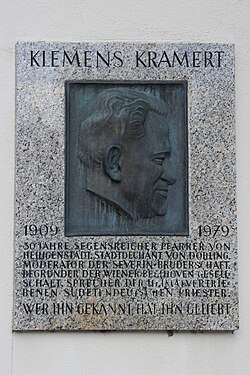 KLEMENS KRAMERT
1909 1979
30 JAHRE SEGENSREICHER PFARRER VON
HEILIGENSTADT, STADTDECHANT VON DÖBLING,
MODERATOR DER SEVERIN-BRUDERSCHAFT,
BEGRÜNDER DER WIENER BEETHOVEN GESELL
SCHAFT, SPRECHER DER HEIMATVERTRIE
BENEN SUDETENDEUTSCHEN PRIESTER.
WER IHN GEKANNT, HAT IHN GELIEBT